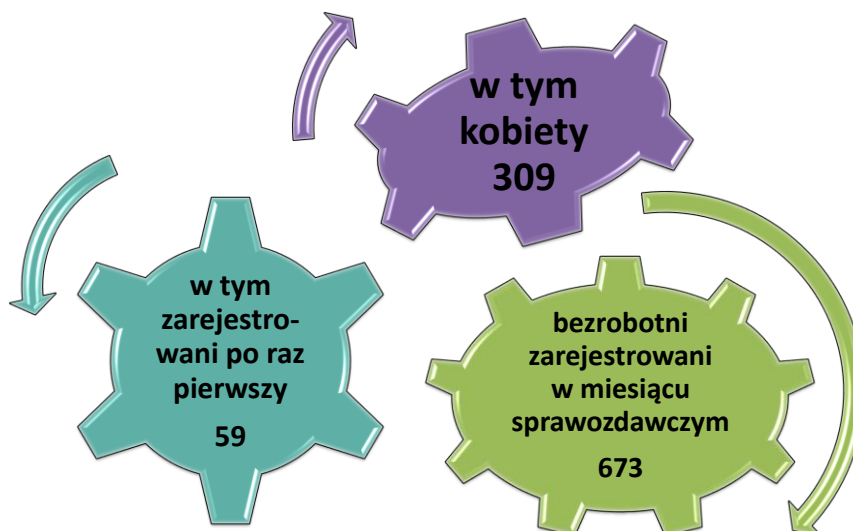 w tym
kobiety
309
w tym
zarejestro-
wani po raz
pierwszy
59
bezrobotni
zarejestrowani
w miesiącu
sprawozdawczym
673